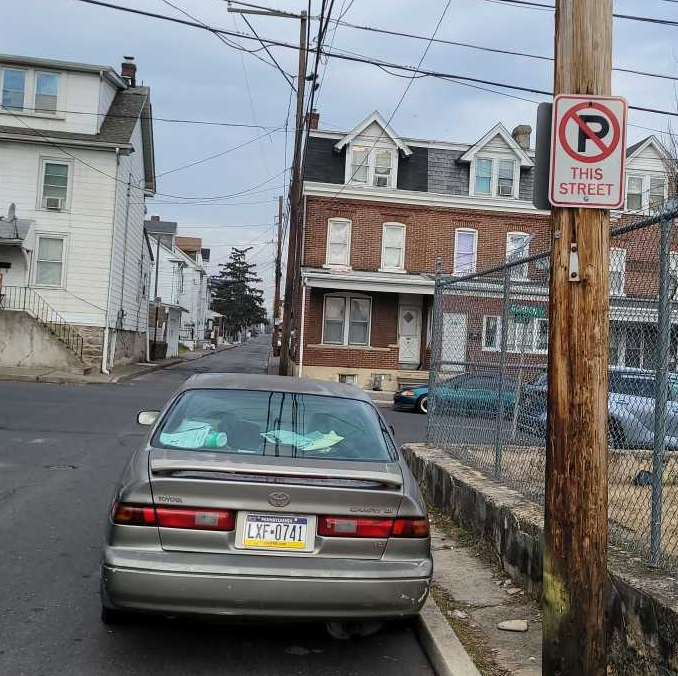 P
THIS
STREET
TOYOTA
CAMRY
PENNSYLVANIA
LXF-0741